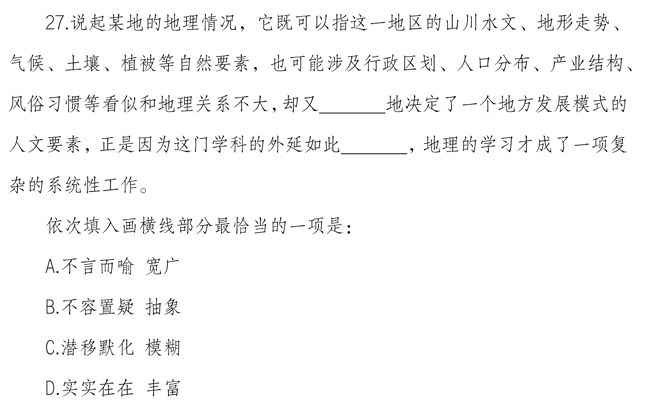 27.说起某地的地理情况，它既可以指这一地区的山川水文、地形走势、
气候、土壤、植被等自然要素，也可能涉及行政区划、人口分布、产业结构、
风俗习惯等看似和地理关系不大，却又_______地决定了一个地方发展模式的
人文要素，正是因为这门学科的外延如此_______，地理的学习才成了一项复
杂的系统性工作。
依次填入画横线部分最恰当的一项是：
A.不言而喻 宽广
B.不容置疑 抽象
C.潜移默化 模糊
D.实实在在 丰富